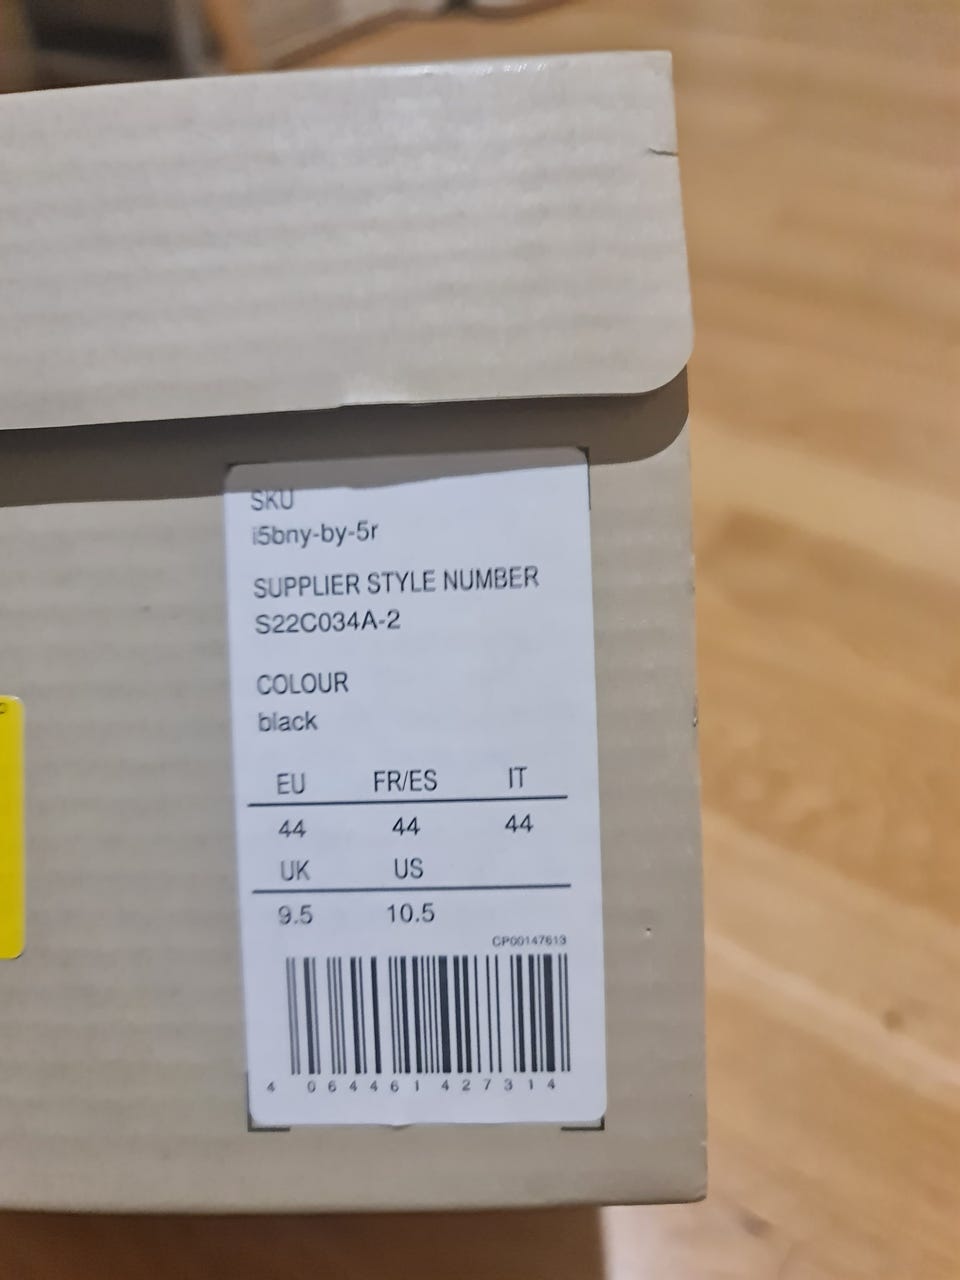 SKU
i5bny-by-5r
SUPPLIER STYLE NUMBER
S22C034A-2
COLOUR
black
EU FR/ES IT
44 44 44
UK US
9.5 10.5
CP00147613
4 064461 427314